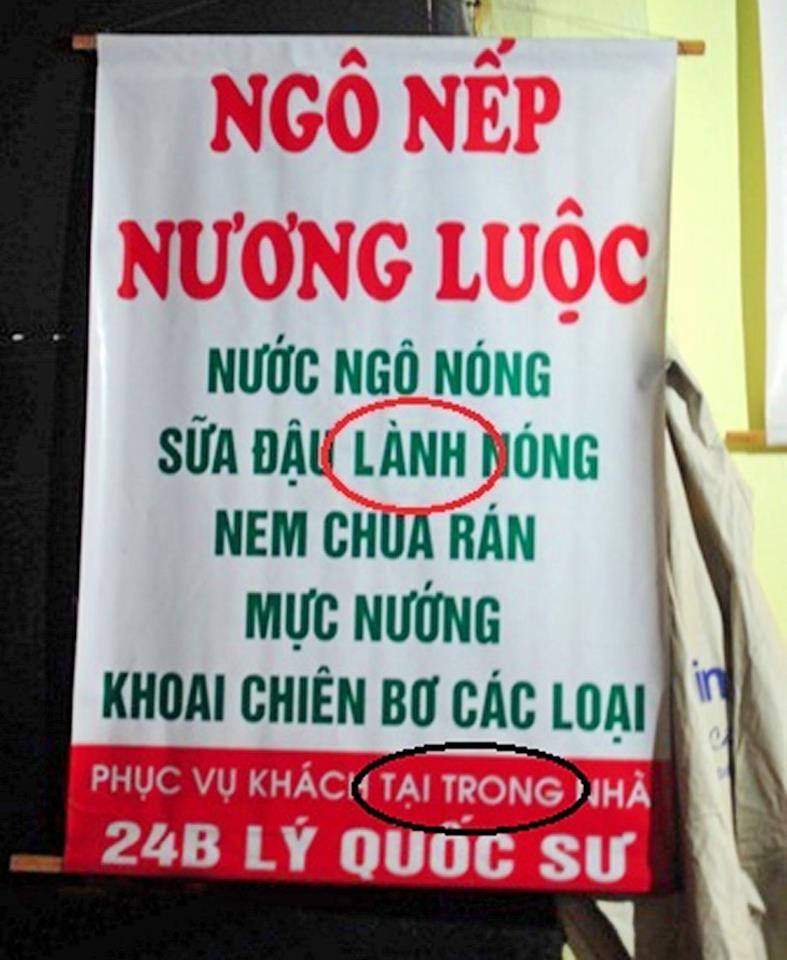 NGÔ NẾP
NƯƠNG LUỘC
NƯỚC NGÔ NÓNG
SỮA ĐẬU LÀNH NÓNG
NEM CHUA RÁN
MỰC NƯỚNG
KHOAI CHIÊN BƠ CÁC LOẠI
PHỤC VỤ KHÁCH TẠI TRONG NHÀ
24B LÝ QUỐC SƯ